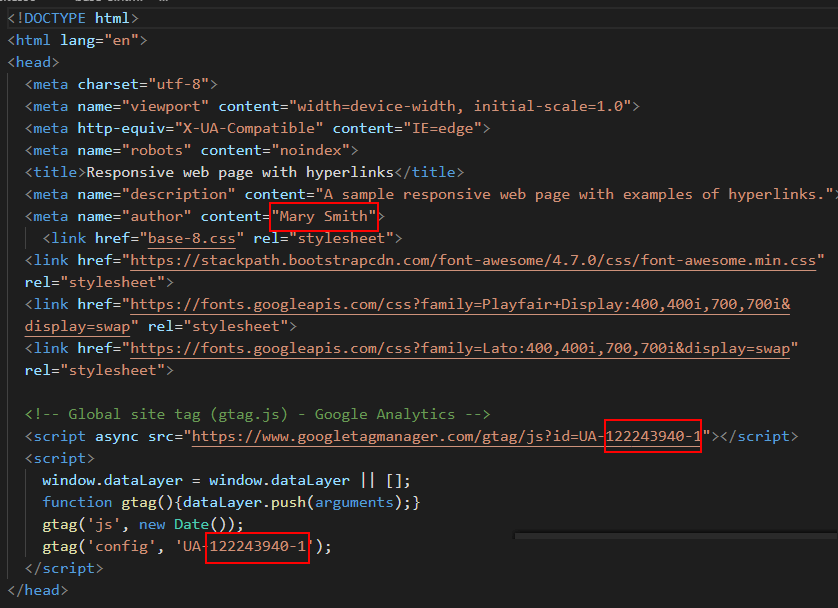 <!DOCTYPE html>
<html lang="en">
<head>
<meta charset="utf-8">
<meta name="viewport" content="width=device-width, initial-scale=1.0">
<meta http-equiv="X-UA-Compatible" content="IE=edge">
<meta name="robots" content="noindex">
<title>Responsive web page with hyperlinks</title>
<meta name="description" content="A sample responsive web page with examples of hyperlinks.">
<meta name="author" content="Mary Smith">
<link href="base-8.css" rel="stylesheet">
<link href="https://stackpath.bootstrapcdn.com/font-awesome/4.7.0/css/font-awesome.min.css"
rel="stylesheet">
<link href="https://fonts.googleapis.com/css?family=Playfair+Display:400,400i,700,700i&
display=swap" rel="stylesheet">
<link href="https://fonts.googleapis.com/css?family=Lato:400,400i,700,700i&display=swap"
rel="stylesheet">
<!-- Global site tag (gtag.js) - Google Analytics -->
<script async src="https://www.googletagmanager.com/gtag/js?id=UA-122243940-1"></script>
<script>
window.dataLayer = window.dataLayer || [];
function gtag(){dataLayer.push(arguments);}
gtag('js', new Date());
gtag('config', 'UA-122243940-1');
</script>
</head>